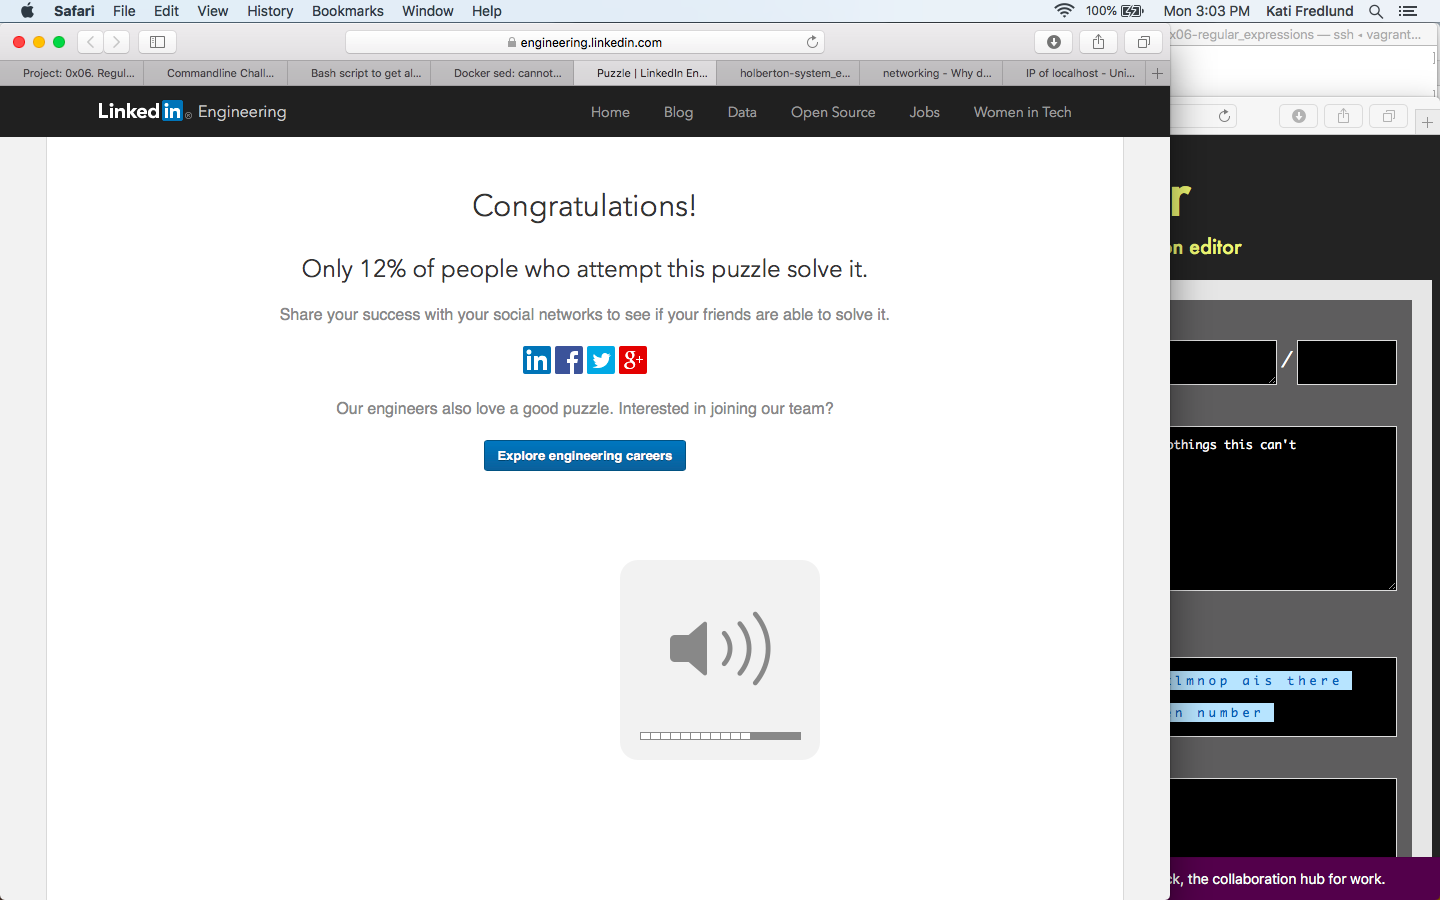 Safari File Edit View History Bookmarks Window Help 100% Mon 3:03 PM Kati Fredlund
engineering.linkedin.com
x06-regular_expressions — ssh ◂ vagrant...
Project: 0x06. Regul... Commandline Chall... Bash script to get al... Docker sed: cannot... Puzzle | LinkedIn En... holberton-system_e... networking - Why d... IP of localhost - Uni...
Linked in ® Engineering Home Blog Data Open Source Jobs Women in Tech
Congratulations!
Only 12% of people who attempt this puzzle solve it.
Share your success with your social networks to see if your friends are able to solve it.
in f g+
Our engineers also love a good puzzle. Interested in joining our team?
Explore engineering careers
r
on editor
/
othings this can't
lmnop ais there
n number
ck, the collaboration hub for work.